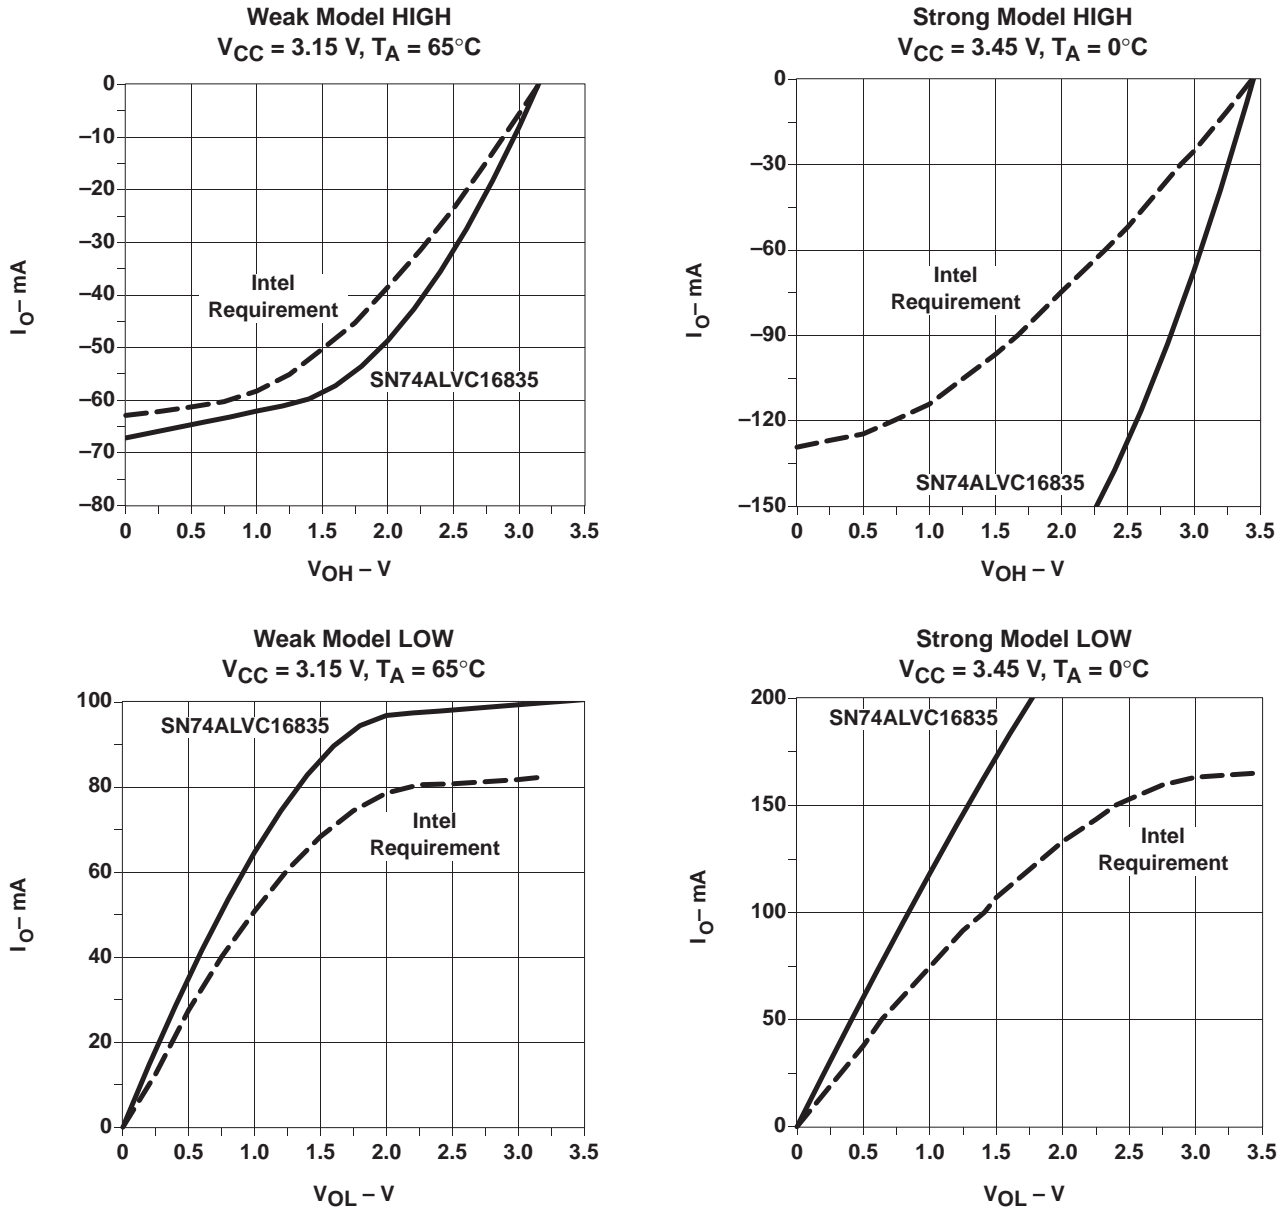 Weak Model HIGH
VCC = 3.15 V, TA = 65°C
0
–10
–20
–30
–40
–50
–60
–70
–80
IO – mA
Intel
Requirement
SN74ALVC16835
0 0.5 1.0 1.5 2.0 2.5 3.0 3.5
VOH – V
Strong Model HIGH
VCC = 3.45 V, TA = 0°C
0
–30
–60
–90
–120
–150
IO – mA
Intel
Requirement
SN74ALVC16835
0 0.5 1.0 1.5 2.0 2.5 3.0 3.5
VOH – V
Weak Model LOW
VCC = 3.15 V, TA = 65°C
100
80
60
40
20
0
IO – mA
SN74ALVC16835
Intel
Requirement
0 0.5 1.0 1.5 2.0 2.5 3.0 3.5
VOL – V
Strong Model LOW
VCC = 3.45 V, TA = 0°C
200
150
100
50
0
IO – mA
SN74ALVC16835
Intel
Requirement
0 0.5 1.0 1.5 2.0 2.5 3.0 3.5
VOL – V